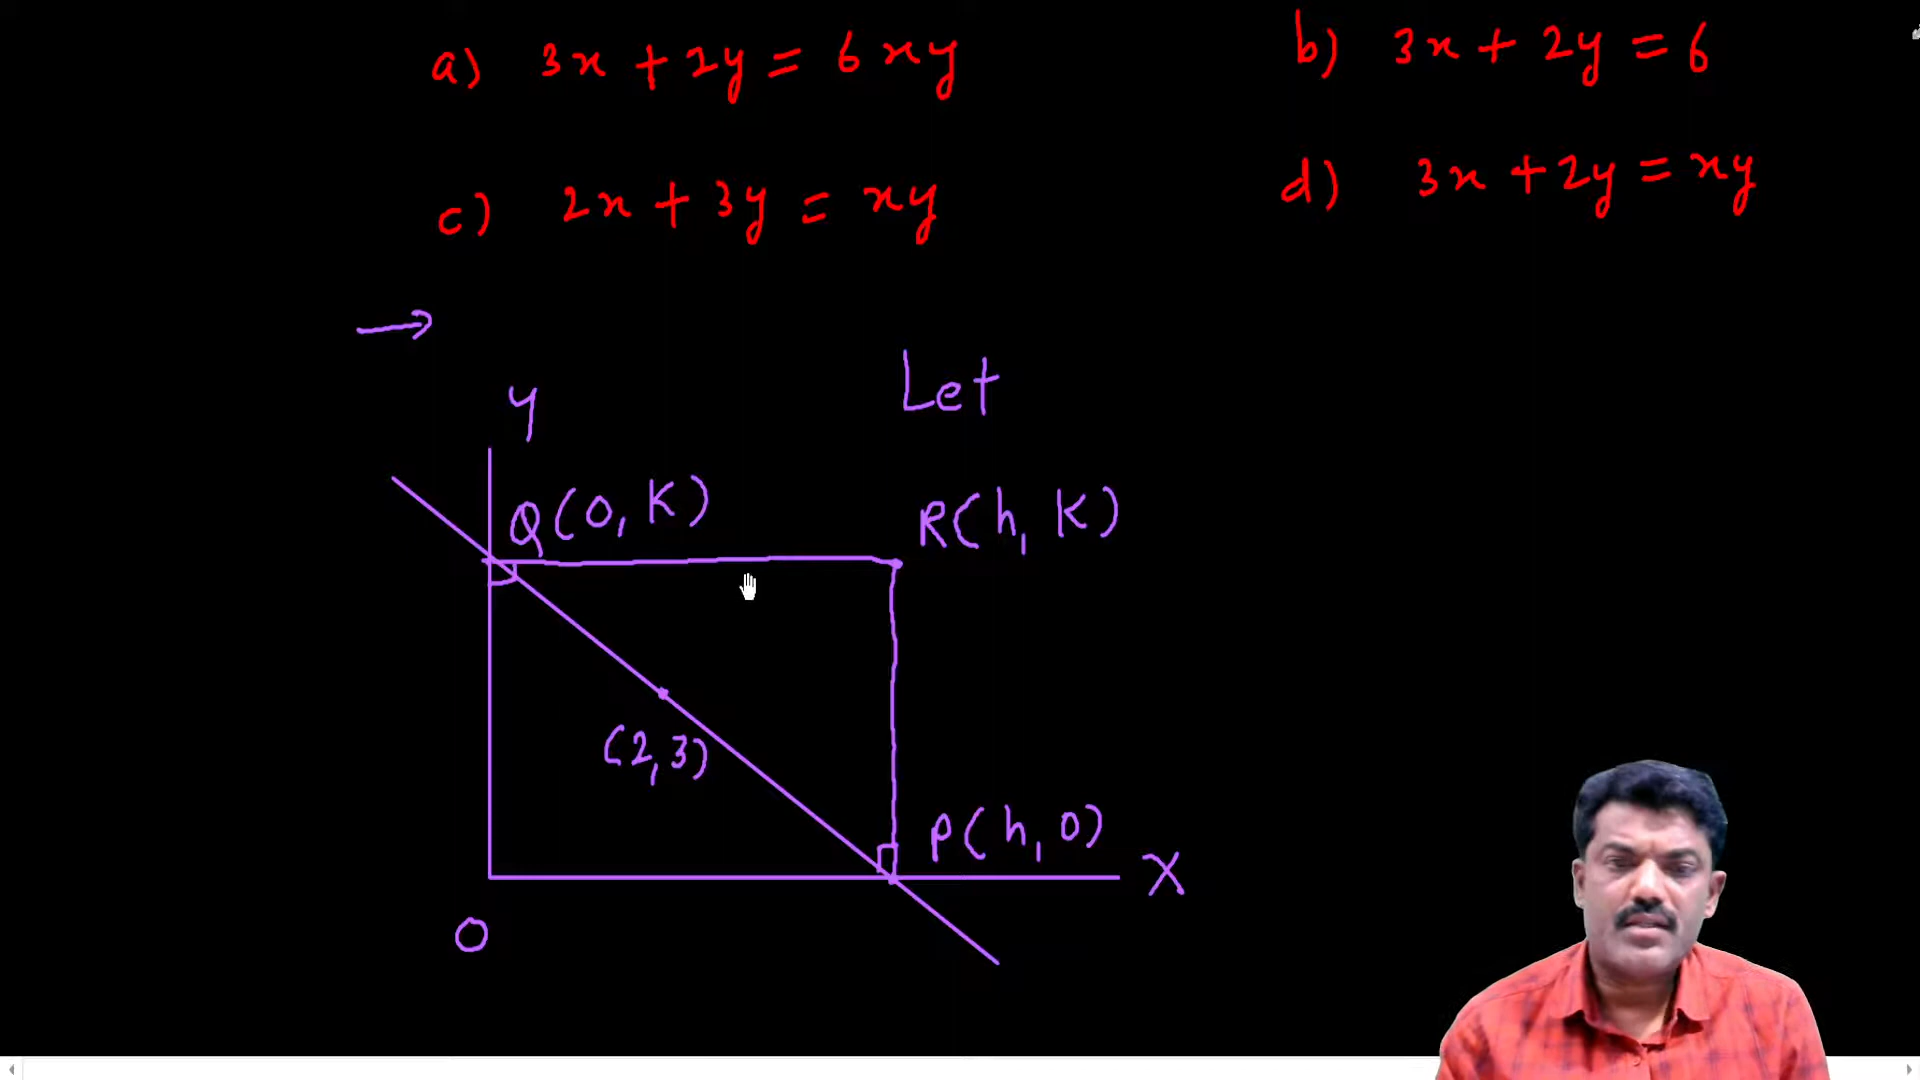 a) 3x + 2y = 6xy
b) 3x + 2y = 6
c) 2x + 3y = xy
d) 3x + 2y = xy
→
Let
y
Q(0, K)
R(h, K)
(2,3)
P(h, 0)
X
O